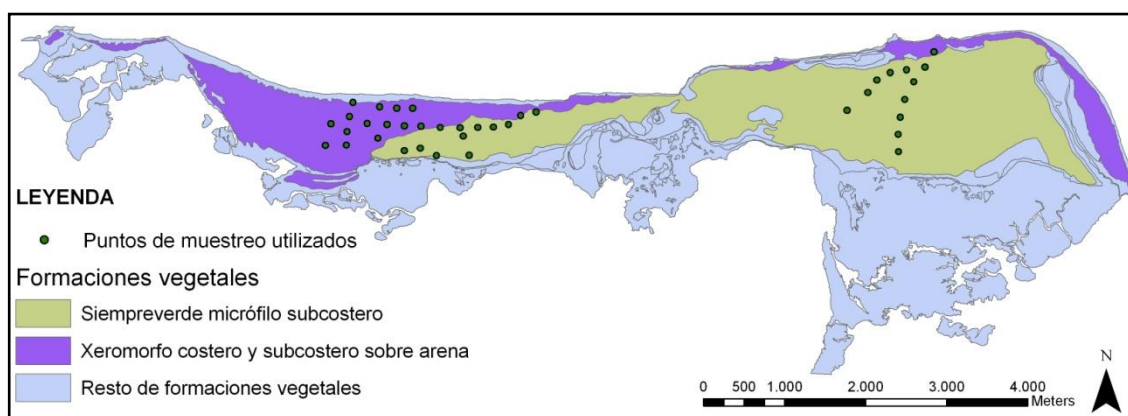 LEYENDA
Puntos de muestreo utilizados
Formaciones vegetales
Siempreverde micrófilo subcostero
Xeromorfo costero y subcostero sobre arena
Resto de formaciones vegetales
N
0 500 1.000 2.000 3.000 4.000
Meters